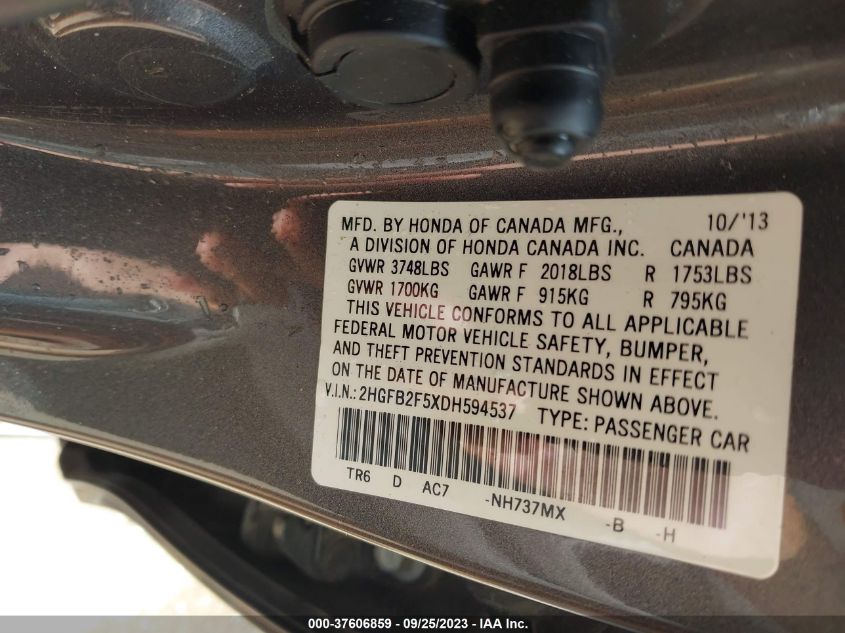 MFD. BY HONDA OF CANADA MFG., 10/'13
A DIVISION OF HONDA CANADA INC. CANADA
GVWR 3748LBS GAWR F 2018LBS R 1753LBS
GVWR 1700KG GAWR F 915KG R 795KG
THIS VEHICLE CONFORMS TO ALL APPLICABLE
FEDERAL MOTOR VEHICLE SAFETY, BUMPER,
AND THEFT PREVENTION STANDARDS IN EFFECT
ON THE DATE OF MANUFACTURE SHOWN ABOVE.
V.I.N.: 2HGFB2F5XDH594537 TYPE: PASSENGER CAR
TR6 D AC7 -NH737MX -B -H
000-37606859 / 09/25/2023 - IAA Inc.